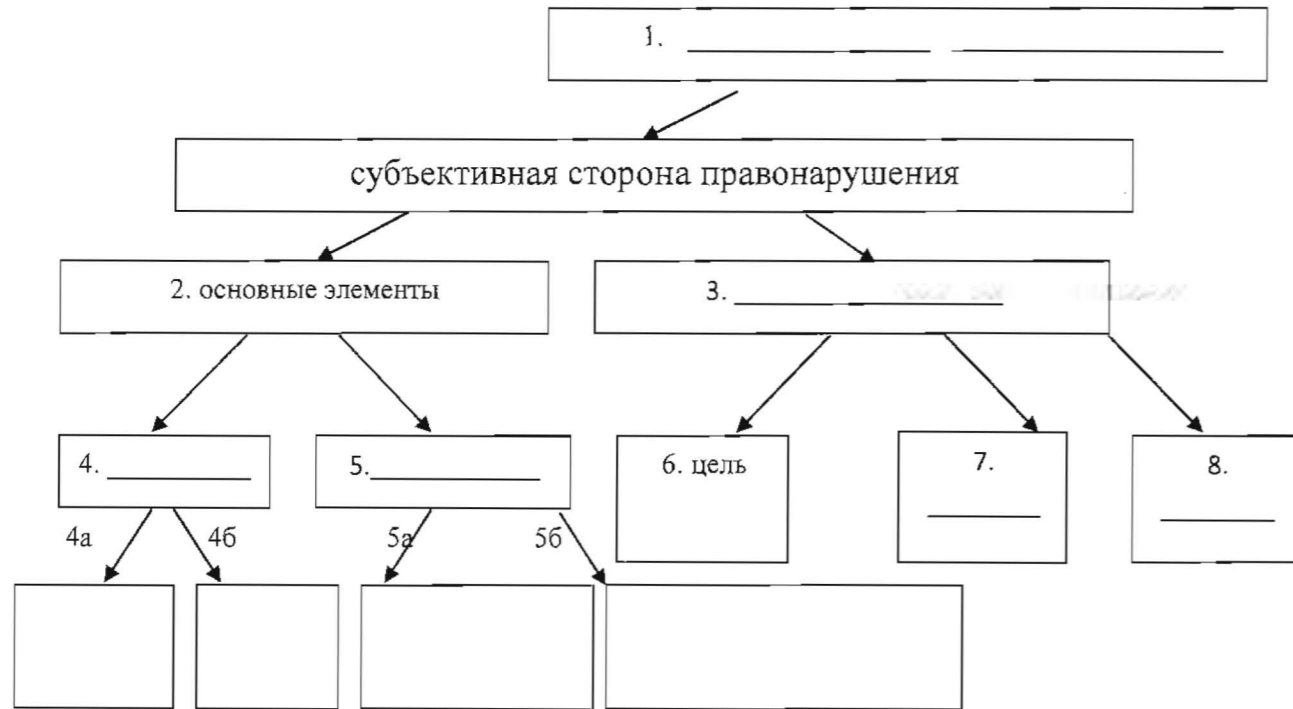 1.
субъективная сторона правонарушения
2. основные элементы
3.
4.
5.
6. цель
7.
8.
4а
4б
5а
5б